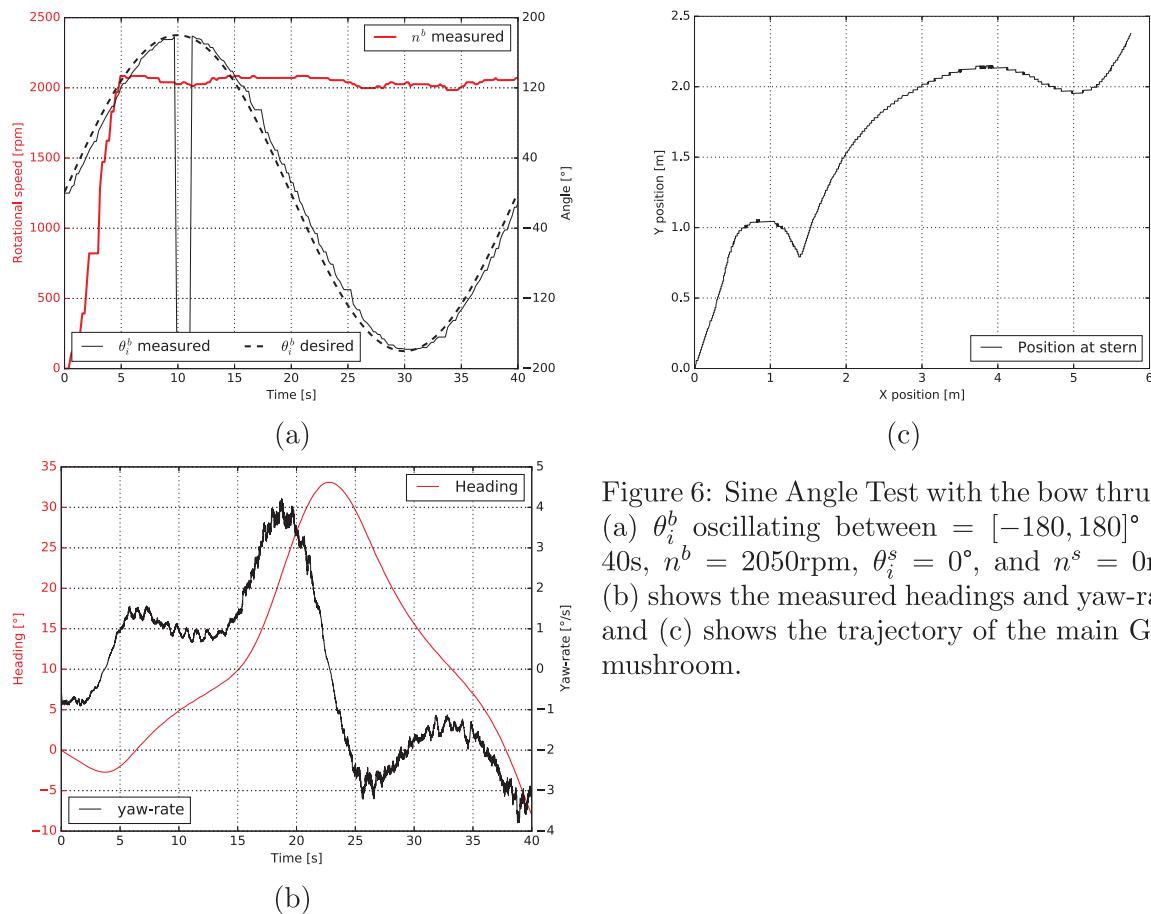 2500
2000
1500
1000
500
0
Rotational speed [rpm]
200
120
40
−40
−120
−200
Angle [°]
n^b measured
θ_i^b measured
θ_i^b desired
0 5 10 15 20 25 30 35 40
Time [s]
(a)
2.5
2.0
1.5
1.0
0.5
0.0
Y position [m]
Position at stern
0 1 2 3 4 5 6
X position [m]
(c)
35
30
25
20
15
10
5
0
−5
−10
Heading [°]
5
4
3
2
1
0
−1
−2
−3
−4
Yaw-rate [°/s]
Heading
yaw-rate
0 5 10 15 20 25 30 35 40
Time [s]
(b)
Figure 6: Sine Angle Test with the bow thru
(a) θ_i^b oscillating between = [−180, 180]°
40s, n^b = 2050rpm, θ_i^s = 0°, and n^s = 0r
(b) shows the measured headings and yaw-ra
and (c) shows the trajectory of the main G
mushroom.